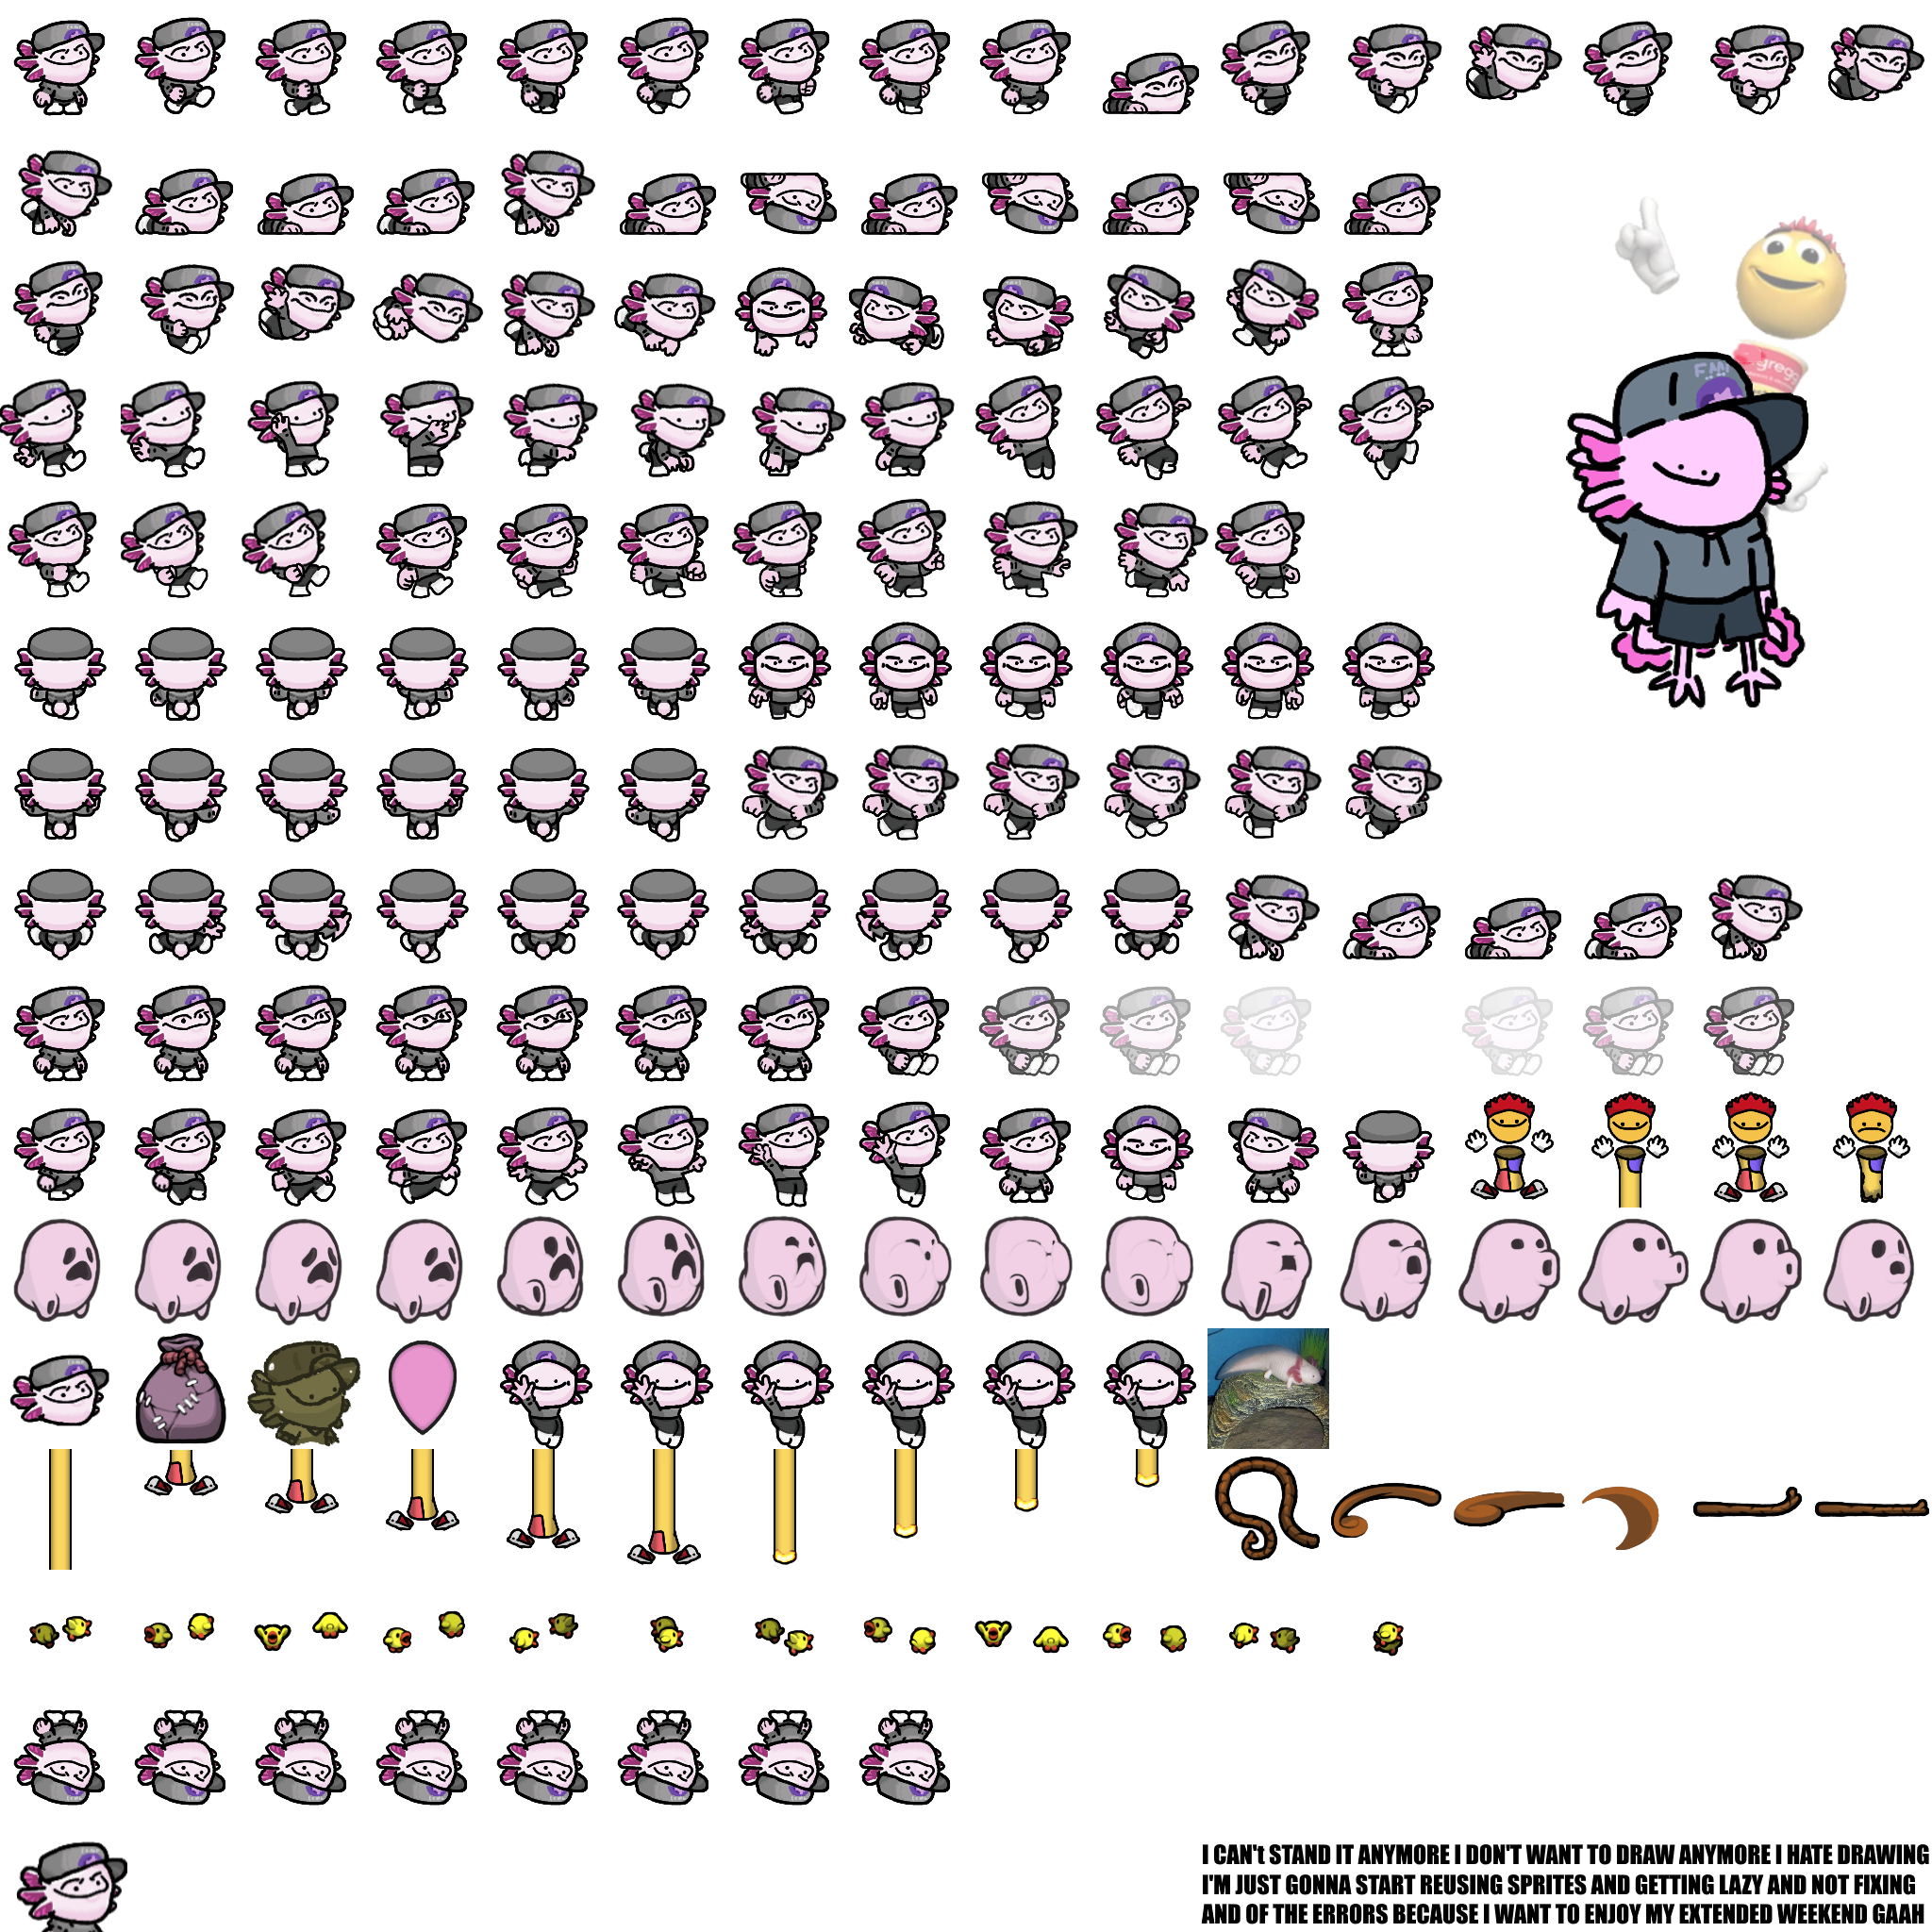 F.M.
greggs
I CAN't STAND IT ANYMORE I DON'T WANT TO DRAW ANYMORE I HATE DRAWING
I'M JUST GONNA START REUSING SPRITES AND GETTING LAZY AND NOT FIXING
AND OF THE ERRORS BECAUSE I WANT TO ENJOY MY EXTENDED WEEKEND GAAH